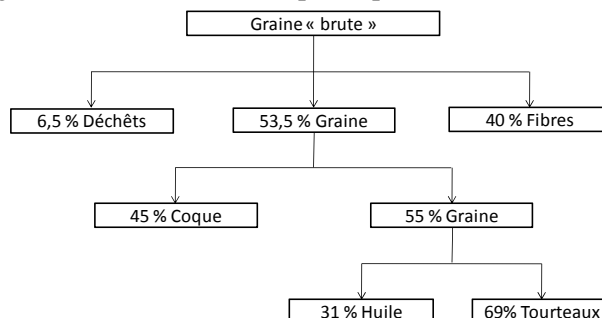 Graine « brute »
6,5 % Déchêts
53,5 % Graine
40 % Fibres
45 % Coque
55 % Graine
31 % Huile
69% Tourteaux